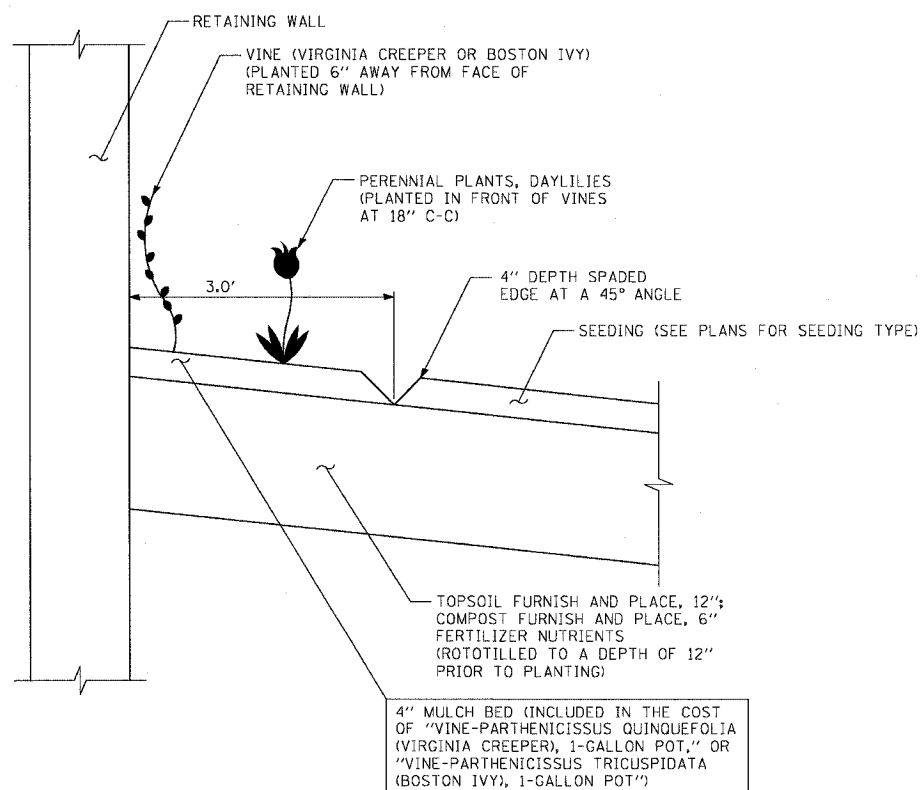 RETAINING WALL
VINE (VIRGINIA CREEPER OR BOSTON IVY)
(PLANTED 6" AWAY FROM FACE OF
RETAINING WALL)
PERENNIAL PLANTS, DAYLILIES
(PLANTED IN FRONT OF VINES
AT 18" C-C)
3.0'
4" DEPTH SPADED
EDGE AT A 45° ANGLE
SEEDING (SEE PLANS FOR SEEDING TYPE)
TOPSOIL FURNISH AND PLACE, 12";
COMPOST FURNISH AND PLACE, 6"
FERTILIZER NUTRIENTS
(ROTOTILLED TO A DEPTH OF 12"
PRIOR TO PLANTING)
4" MULCH BED (INCLUDED IN THE COST
OF "VINE-PARTHENICISSUS QUINQUEFOLIA
(VIRGINIA CREEPER), 1-GALLON POT," OR
"VINE-PARTHENICISSUS TRICUSPIDATA
(BOSTON IVY), 1-GALLON POT")